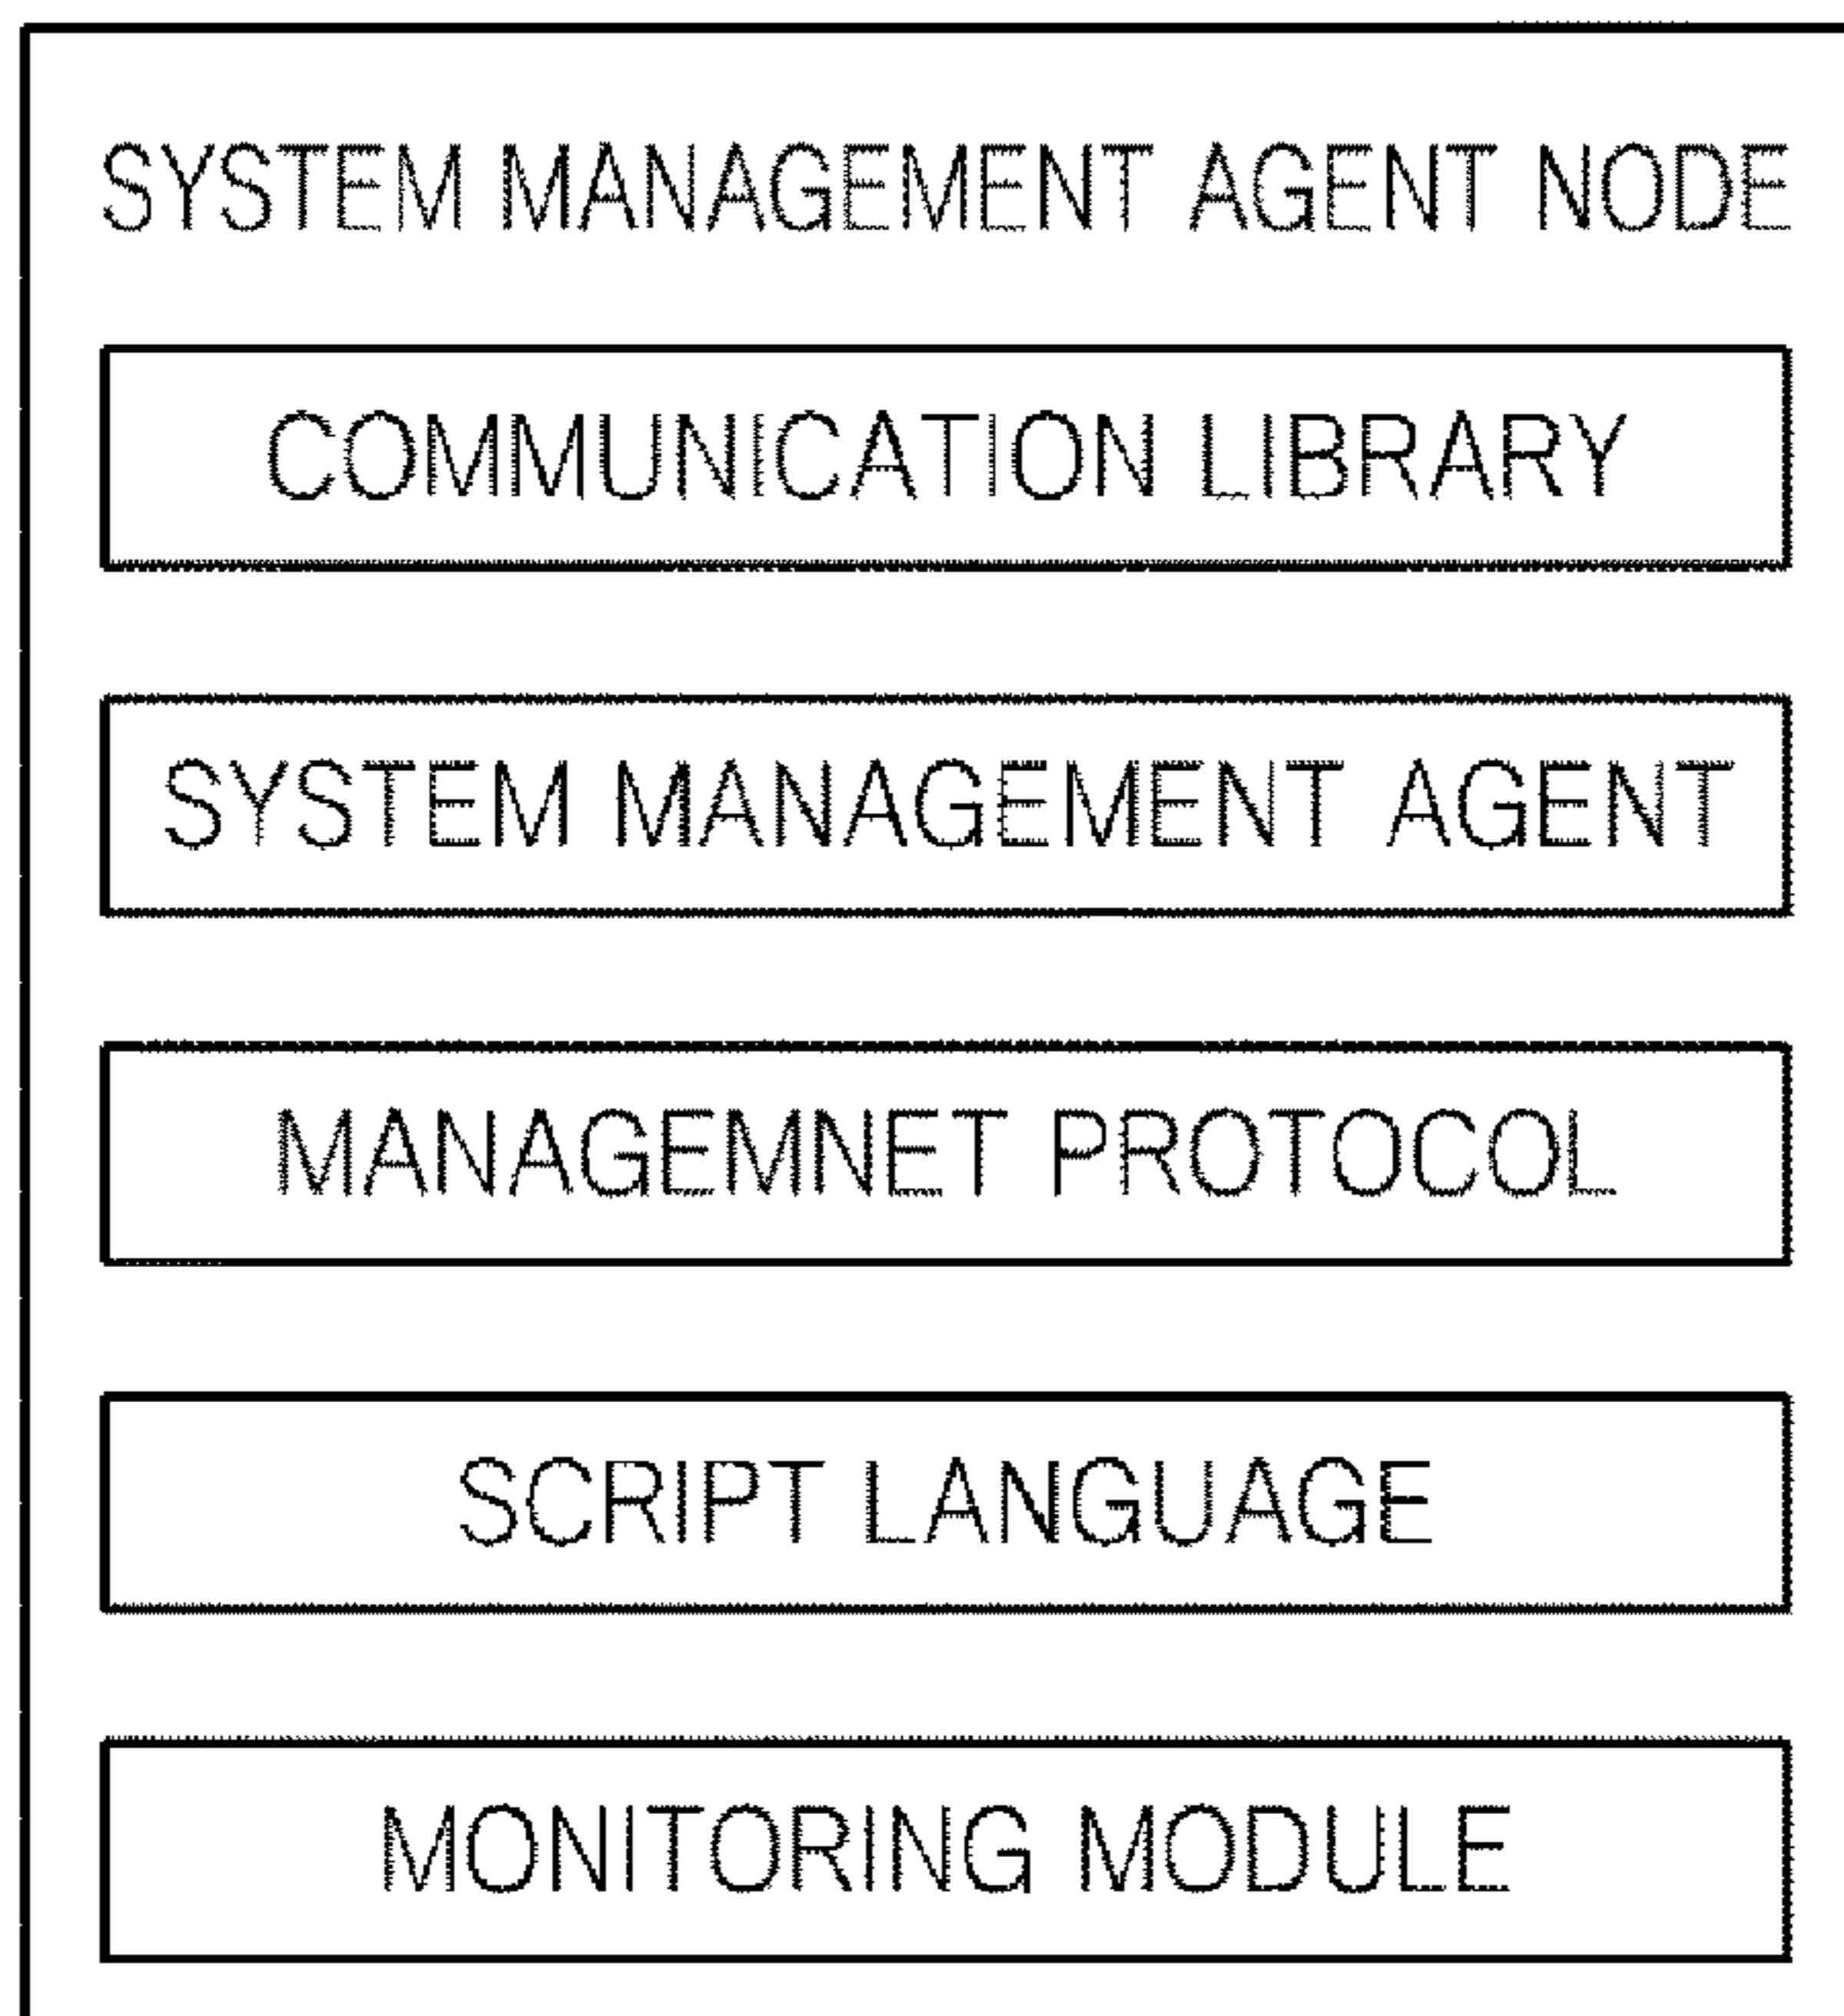 SYSTEM MANAGEMENT AGENT NODE
COMMUNICATION LIBRARY
SYSTEM MANAGEMENT AGENT
MANAGEMNET PROTOCOL
SCRIPT LANGUAGE
MONITORING MODULE